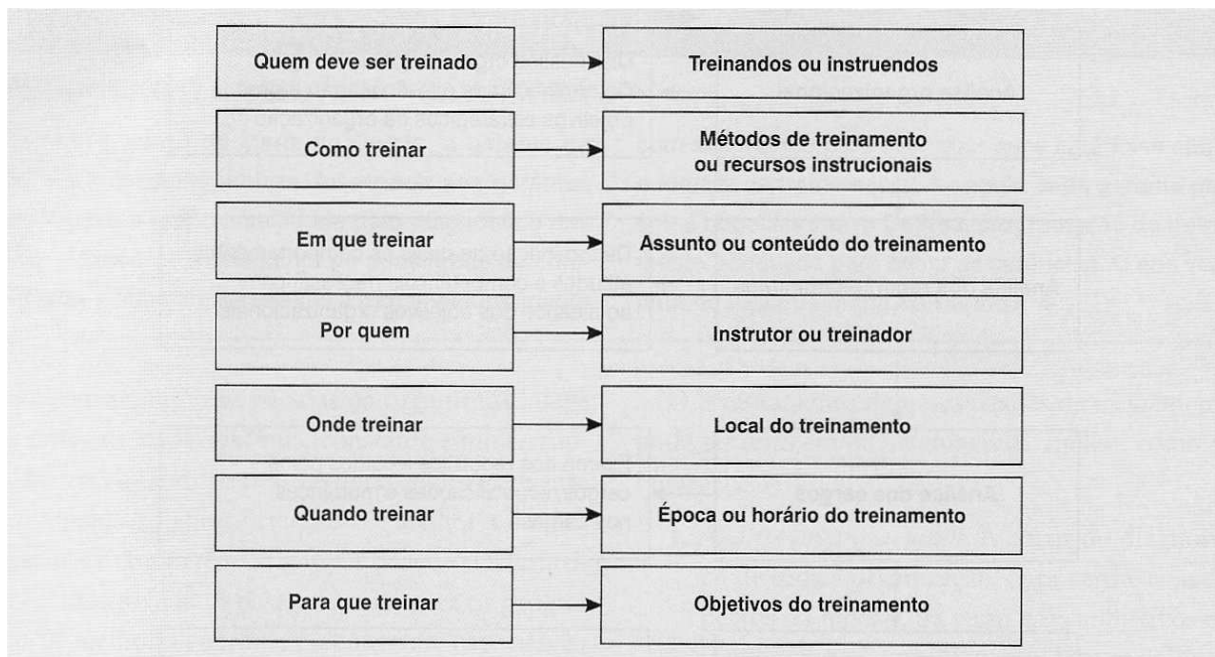 Quem deve ser treinado
Treinandos ou instruendos
Como treinar
Métodos de treinamento
ou recursos instrucionais
Em que treinar
Assunto ou conteúdo do treinamento
Por quem
Instrutor ou treinador
Onde treinar
Local do treinamento
Quando treinar
Época ou horário do treinamento
Para que treinar
Objetivos do treinamento